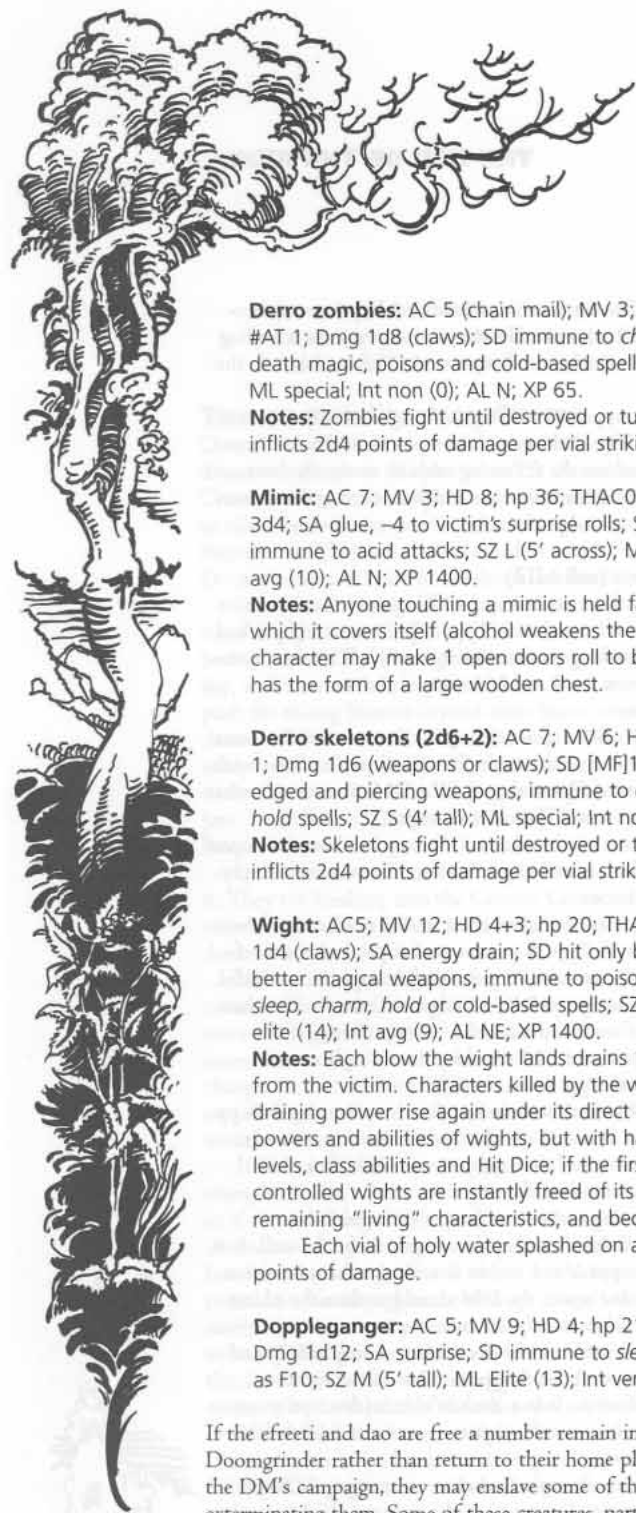 Derro zombies: AC 5 (chain mail); MV 3;
#AT 1; Dmg 1d8 (claws); SD immune to ch
death magic, poisons and cold-based spell
ML special; Int non (0); AL N; XP 65.
Notes: Zombies fight until destroyed or tu
inflicts 2d4 points of damage per vial striki
Mimic: AC 7; MV 3; HD 8; hp 36; THAC0
3d4; SA glue, –4 to victim's surprise rolls; S
immune to acid attacks; SZ L (5' across); M
avg (10); AL N; XP 1400.
Notes: Anyone touching a mimic is held f
which it covers itself (alcohol weakens the
character may make 1 open doors roll to b
has the form of a large wooden chest.
Derro skeletons (2d6+2): AC 7; MV 6; H
1; Dmg 1d6 (weapons or claws); SD [MF]1
edged and piercing weapons, immune to
hold spells; SZ S (4' tall); ML special; Int no
Notes: Skeletons fight until destroyed or t
inflicts 2d4 points of damage per vial strik
Wight: AC5; MV 12; HD 4+3; hp 20; THA
1d4 (claws); SA energy drain; SD hit only b
better magical weapons, immune to poiso
sleep, charm, hold or cold-based spells; SZ
elite (14); Int avg (9); AL NE; XP 1400.
Notes: Each blow the wight lands drains
from the victim. Characters killed by the w
draining power rise again under its direct
powers and abilities of wights, but with ha
levels, class abilities and Hit Dice; if the firs
controlled wights are instantly freed of its
remaining "living" characteristics, and bec
Each vial of holy water splashed on a
points of damage.
Doppleganger: AC 5; MV 9; HD 4; hp 2
Dmg 1d12; SA surprise; SD immune to slee
as F10; SZ M (5' tall); ML Elite (13); Int ver
If the efreeti and dao are free a number remain in
Doomgrinder rather than return to their home pl
the DM's campaign, they may enslave some of th
exterminating them. Some of these creatures, part